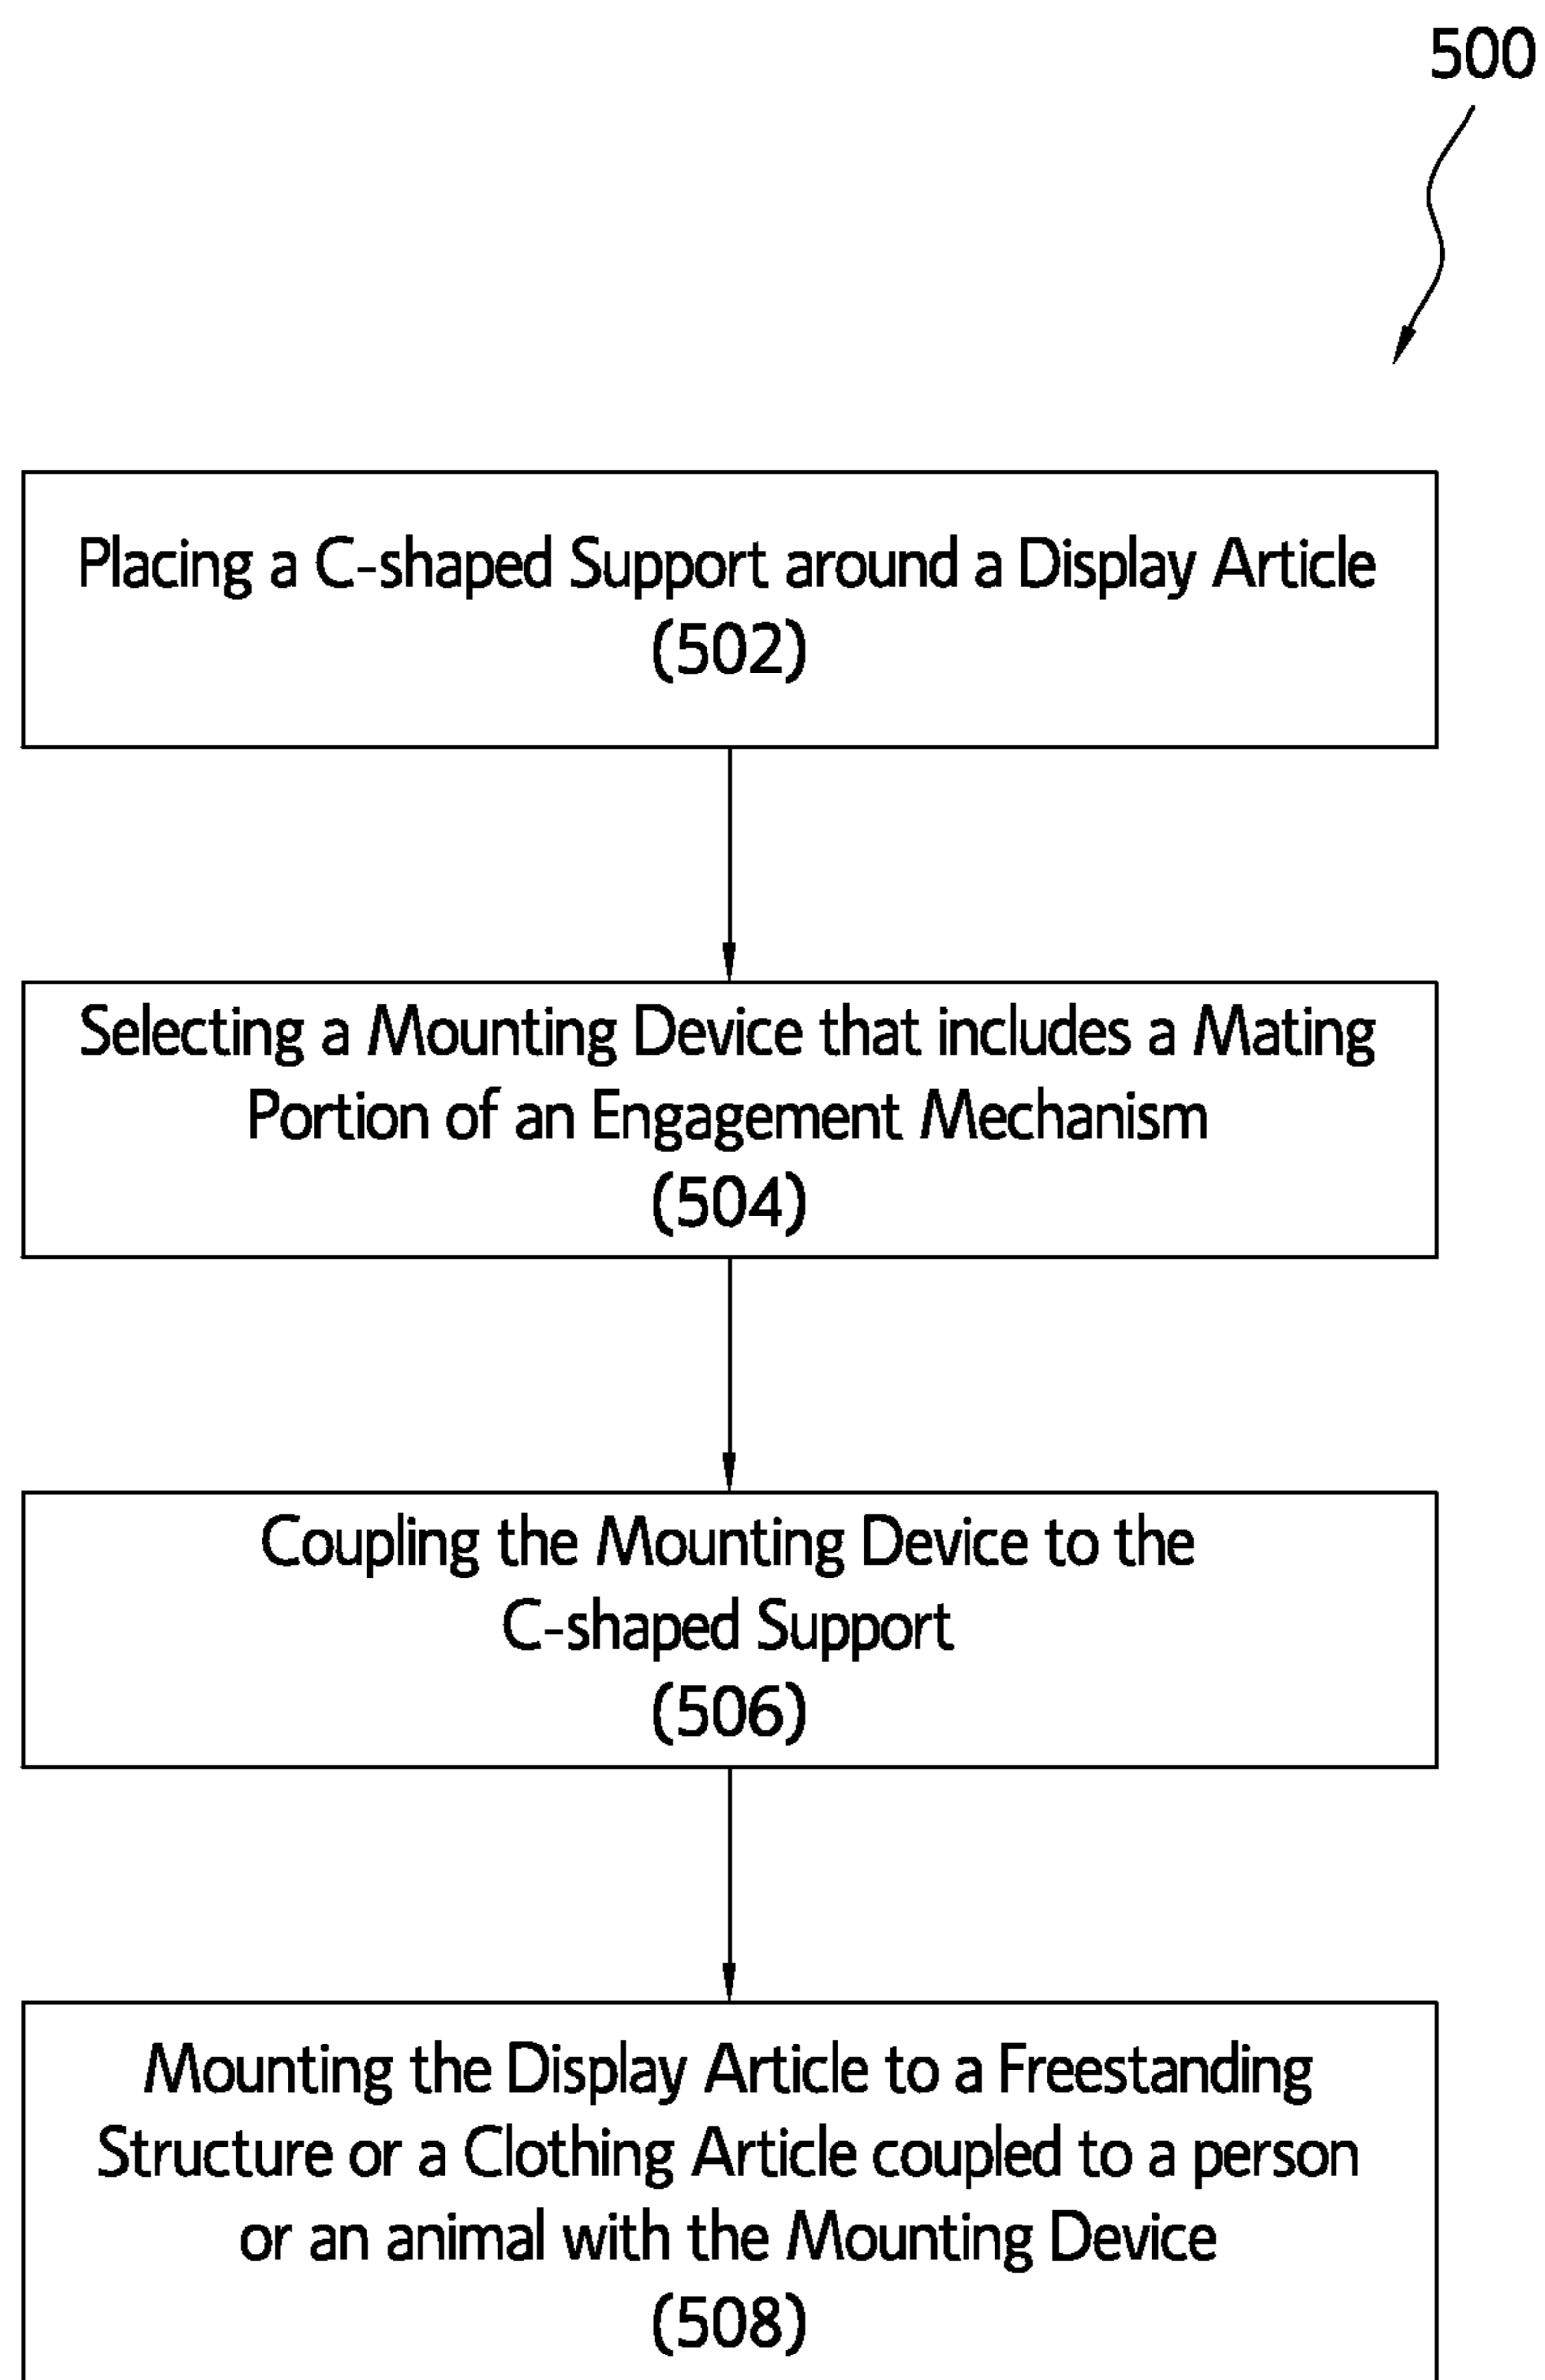 500
Placing a C-shaped Support around a Display Article
(502)
Selecting a Mounting Device that includes a Mating
Portion of an Engagement Mechanism
(504)
Coupling the Mounting Device to the
C-shaped Support
(506)
Mounting the Display Article to a Freestanding
Structure or a Clothing Article coupled to a person
or an animal with the Mounting Device
(508)